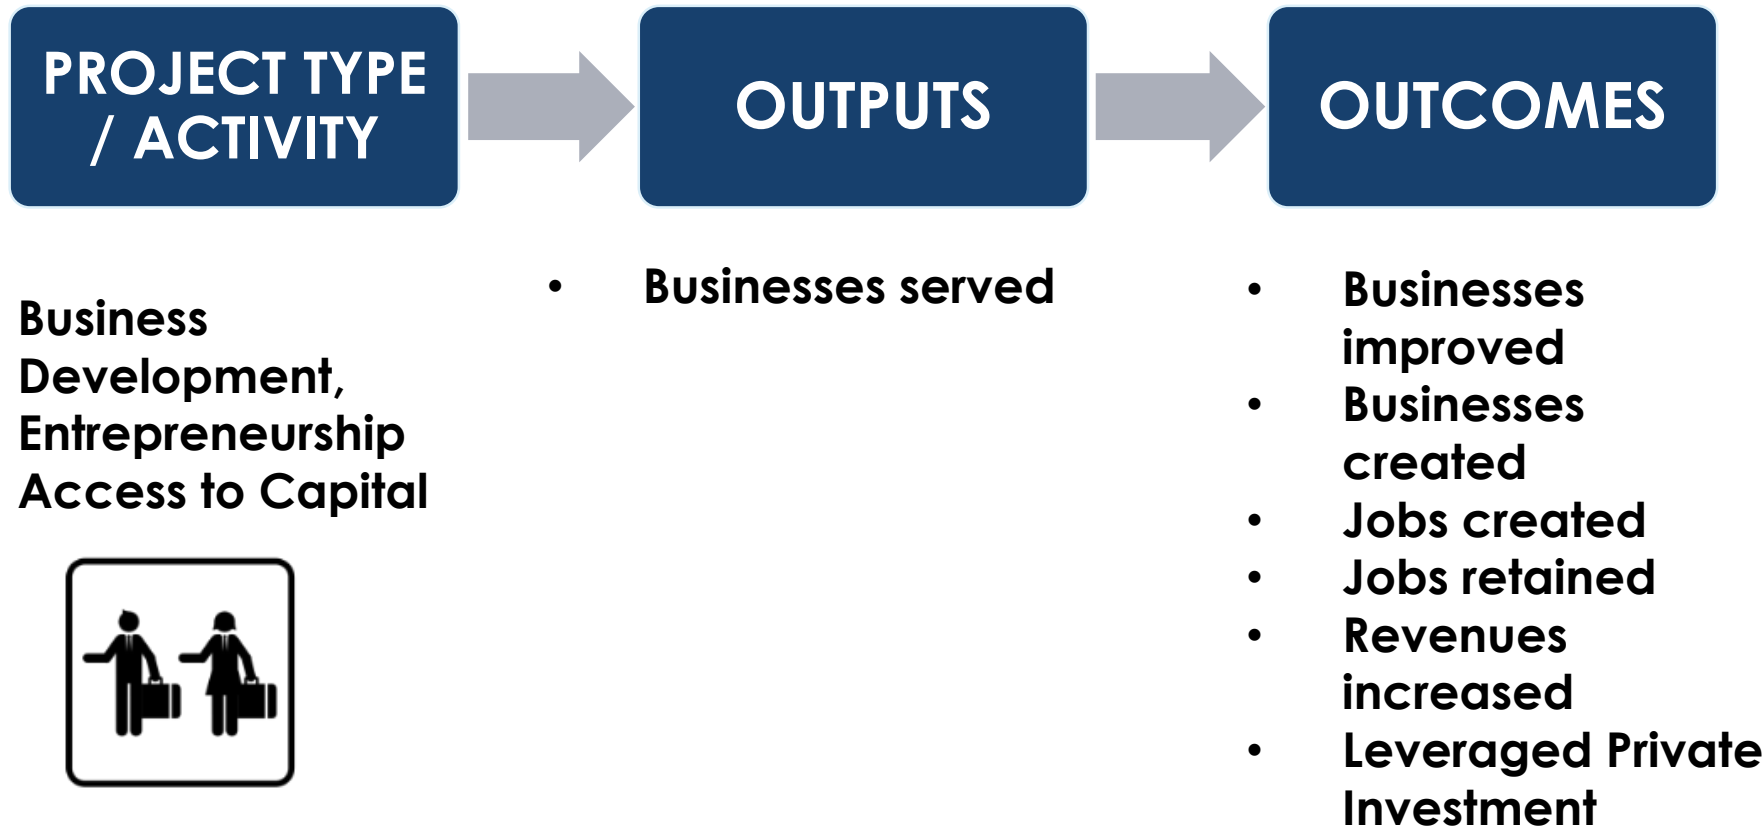 PROJECT TYPE
/ ACTIVITY
OUTPUTS
OUTCOMES
Business
Development,
Entrepreneurship
Access to Capital
• Businesses served
• Businesses
improved
• Businesses
created
• Jobs created
• Jobs retained
• Revenues
increased
• Leveraged Private
Investment